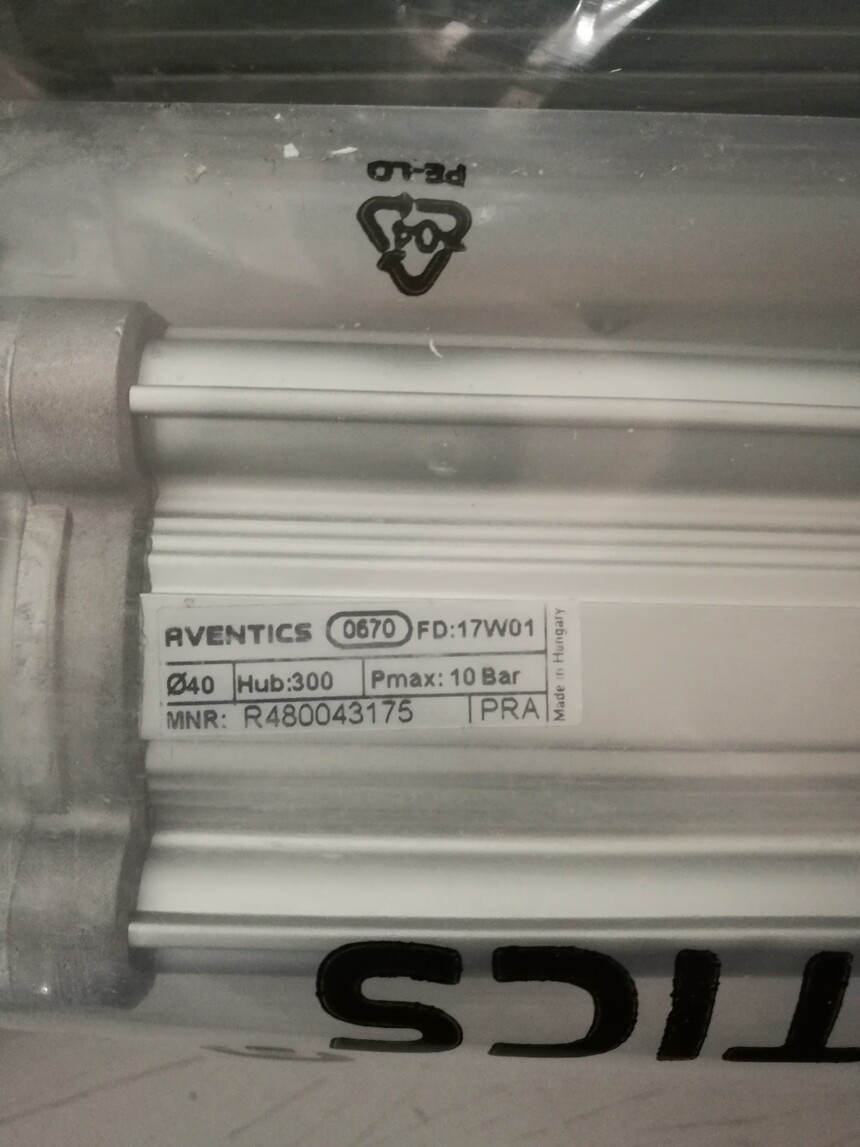 PE-LD
04
AVENTICS 0670 FD:17W01
Ø40 Hub:300 Pmax: 10 Bar
MNR: R480043175 PRA
Made in Hungary
TICS